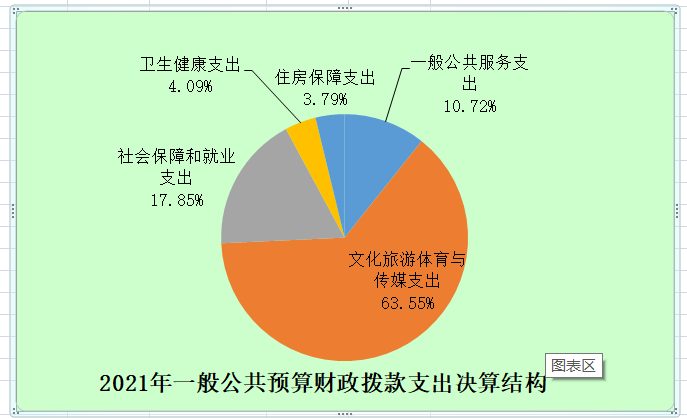 卫生健康支出
4.09%
住房保障支出
3.79%
一般公共服务支
出
10.72%
社会保障和就业
支出
17.85%
文化旅游体育与
传媒支出
63.55%
2021年一般公共预算财政拨款支出决算结构
图表区